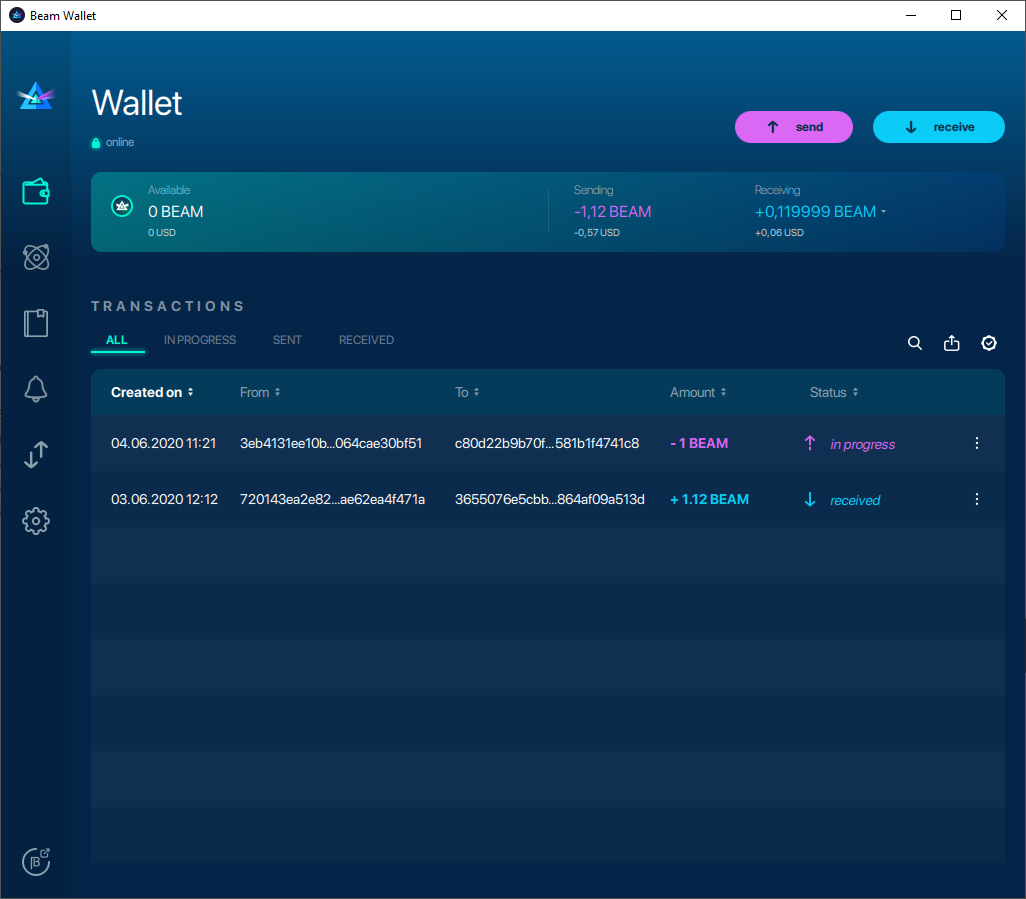 Beam Wallet
Wallet
online
send
receive
Available
0 BEAM
0 USD
Sending
-1,12 BEAM
-0,57 USD
Receiving
+0,119999 BEAM
+0,06 USD
TRANSACTIONS
ALL IN PROGRESS SENT RECEIVED
Created on From To Amount Status
04.06.2020 11:21 3eb4131ee10b...064cae30bf51 c80d22b9b70f...581b1f4741c8 - 1 BEAM in progress
03.06.2020 12:12 720143ea2e82...ae62ea4f471a 3655076e5cbb...864af09a513d + 1.12 BEAM received